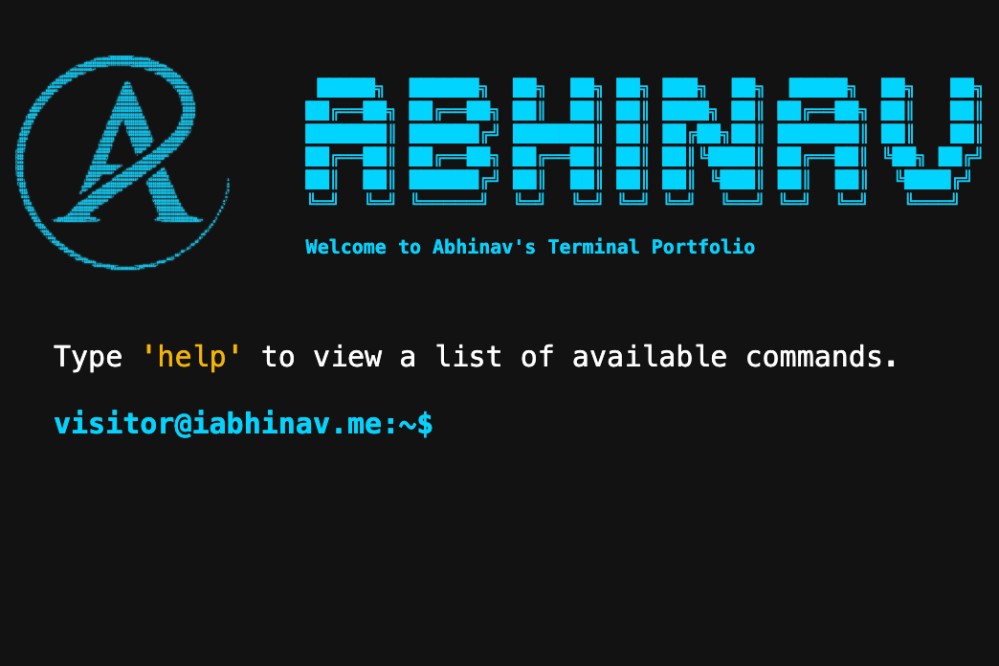 ABHINAV
Welcome to Abhinav's Terminal Portfolio
Type 'help' to view a list of available commands.
visitor@iabhinav.me:~$